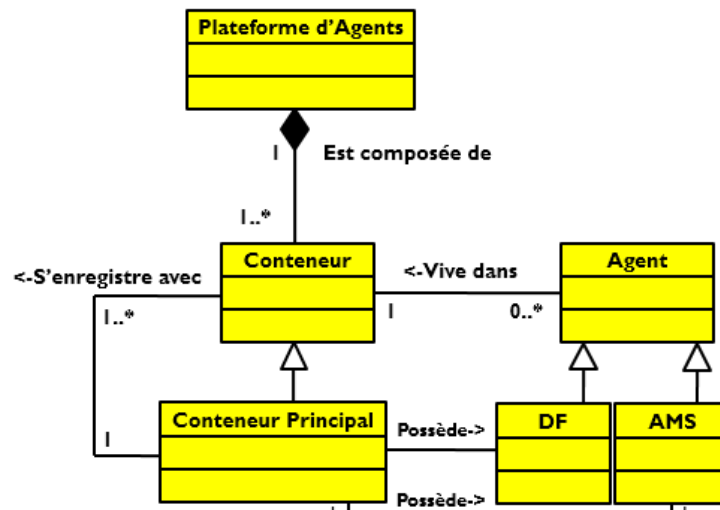 Plateforme d'Agents
1
Est composée de
1..*
Conteneur
Agent
<-S'enregistre avec
<-Vive dans
1..*
1
0..*
Conteneur Principal
DF
AMS
Possède->
1
Possède->